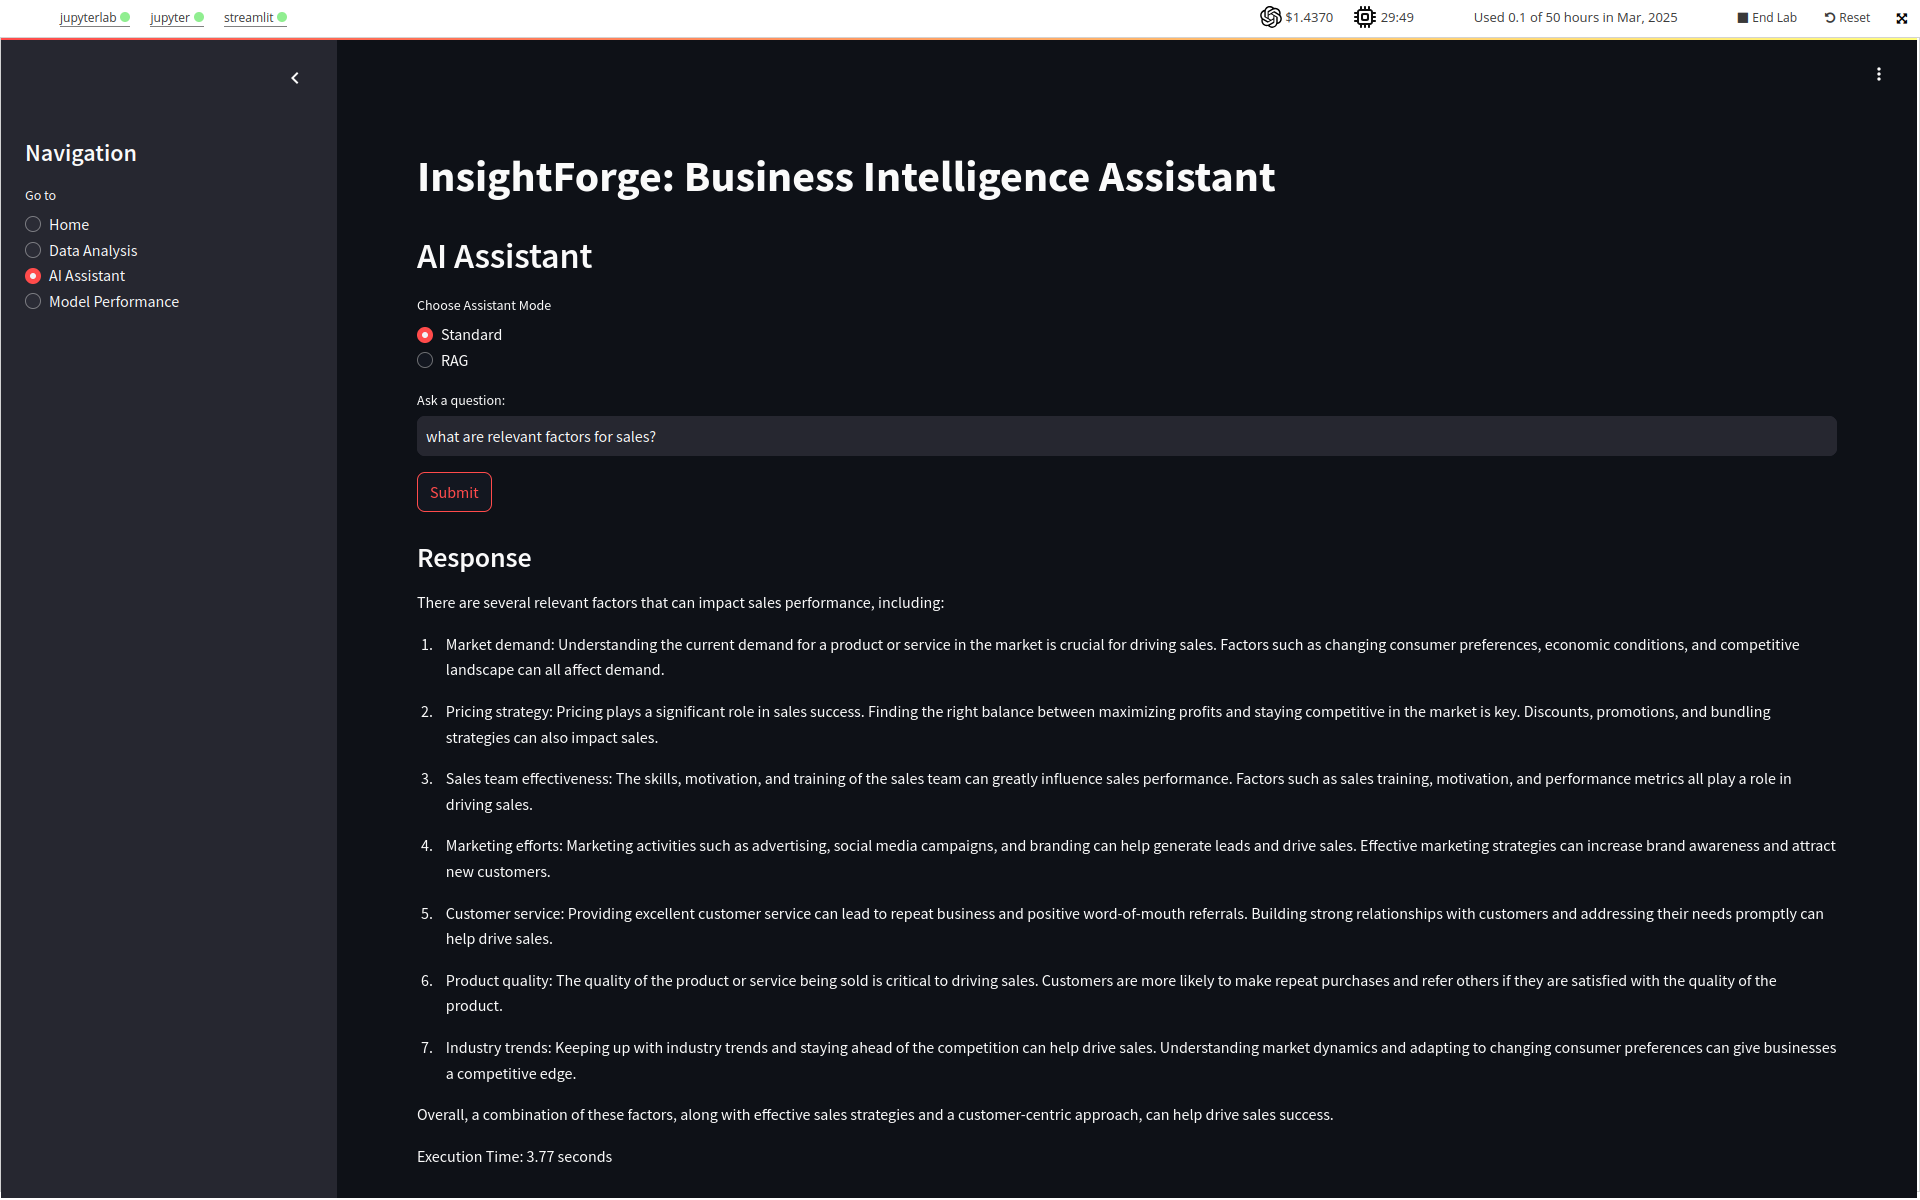 jupyterlab jupyter streamlit $1.4370 29:49 Used 0.1 of 50 hours in Mar, 2025 End Lab Reset
Navigation
Go to
Home
Data Analysis
AI Assistant
Model Performance
InsightForge: Business Intelligence Assistant
AI Assistant
Choose Assistant Mode
Standard
RAG
Ask a question:
what are relevant factors for sales?
Submit
Response
There are several relevant factors that can impact sales performance, including:
1. Market demand: Understanding the current demand for a product or service in the market is crucial for driving sales. Factors such as changing consumer preferences, economic conditions, and competitive
landscape can all affect demand.
2. Pricing strategy: Pricing plays a significant role in sales success. Finding the right balance between maximizing profits and staying competitive in the market is key. Discounts, promotions, and bundling
strategies can also impact sales.
3. Sales team effectiveness: The skills, motivation, and training of the sales team can greatly influence sales performance. Factors such as sales training, motivation, and performance metrics all play a role in
driving sales.
4. Marketing efforts: Marketing activities such as advertising, social media campaigns, and branding can help generate leads and drive sales. Effective marketing strategies can increase brand awareness and attract
new customers.
5. Customer service: Providing excellent customer service can lead to repeat business and positive word-of-mouth referrals. Building strong relationships with customers and addressing their needs promptly can
help drive sales.
6. Product quality: The quality of the product or service being sold is critical to driving sales. Customers are more likely to make repeat purchases and refer others if they are satisfied with the quality of the
product.
7. Industry trends: Keeping up with industry trends and staying ahead of the competition can help drive sales. Understanding market dynamics and adapting to changing consumer preferences can give businesses
a competitive edge.
Overall, a combination of these factors, along with effective sales strategies and a customer-centric approach, can help drive sales success.
Execution Time: 3.77 seconds